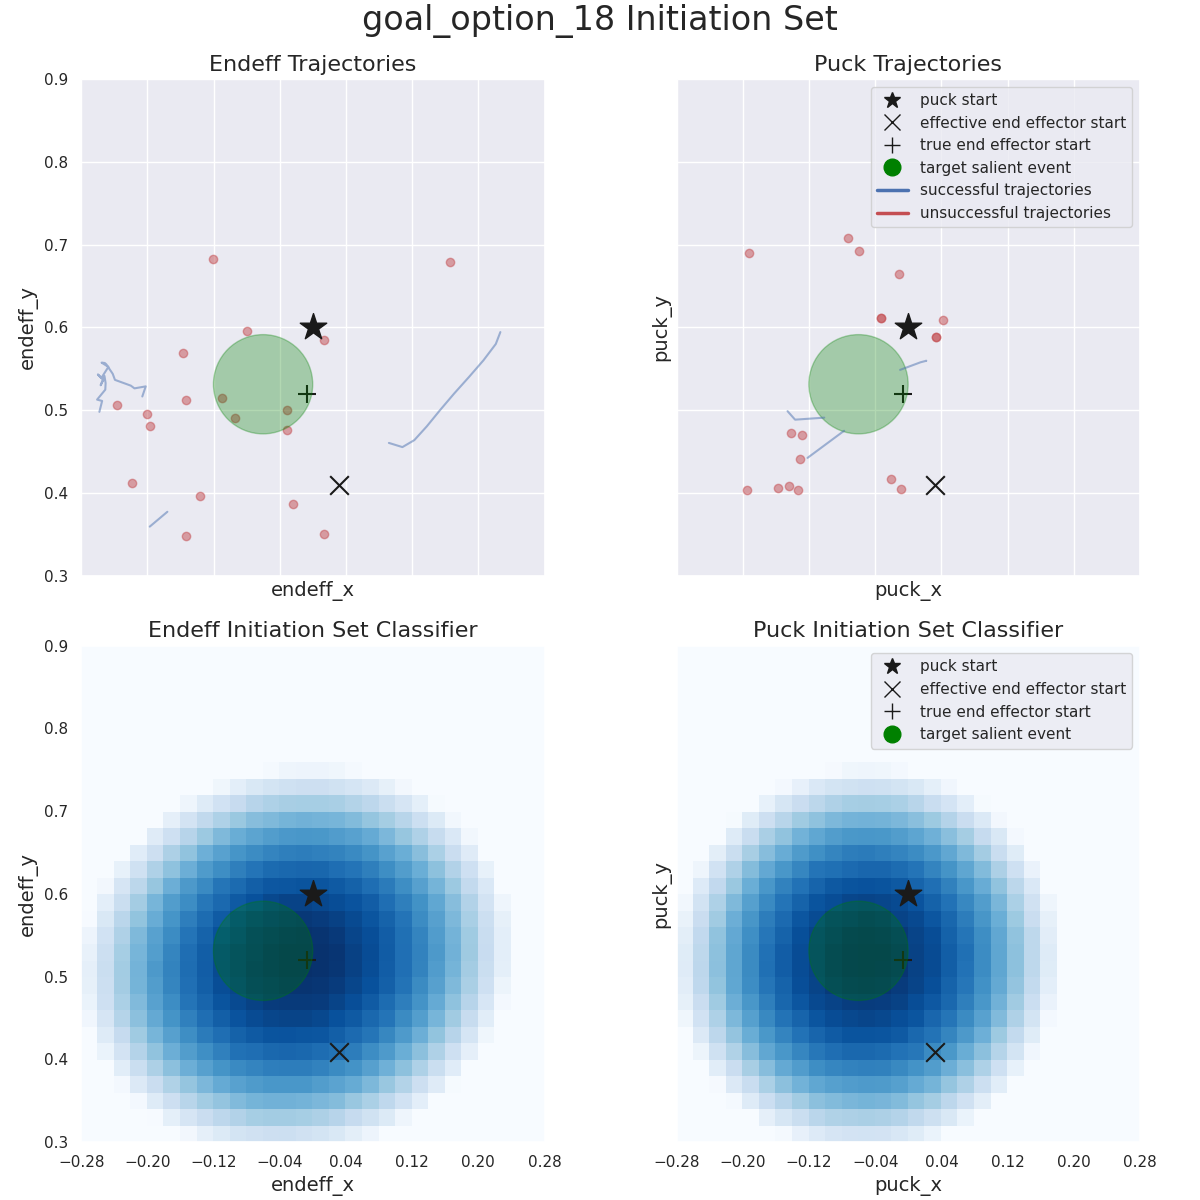 goal_option_18 Initiation Set
Endeff Trajectories
endeff_y
0.9
0.8
0.7
0.6
0.5
0.4
0.3
endeff_x
Puck Trajectories
puck start
effective end effector start
true end effector start
target salient event
successful trajectories
unsuccessful trajectories
puck_y
puck_x
Endeff Initiation Set Classifier
endeff_y
0.9
0.8
0.7
0.6
0.5
0.4
0.3
−0.28 −0.20 −0.12 −0.04 0.04 0.12 0.20 0.28
endeff_x
Puck Initiation Set Classifier
puck start
effective end effector start
true end effector start
target salient event
puck_y
−0.28 −0.20 −0.12 −0.04 0.04 0.12 0.20 0.28
puck_x